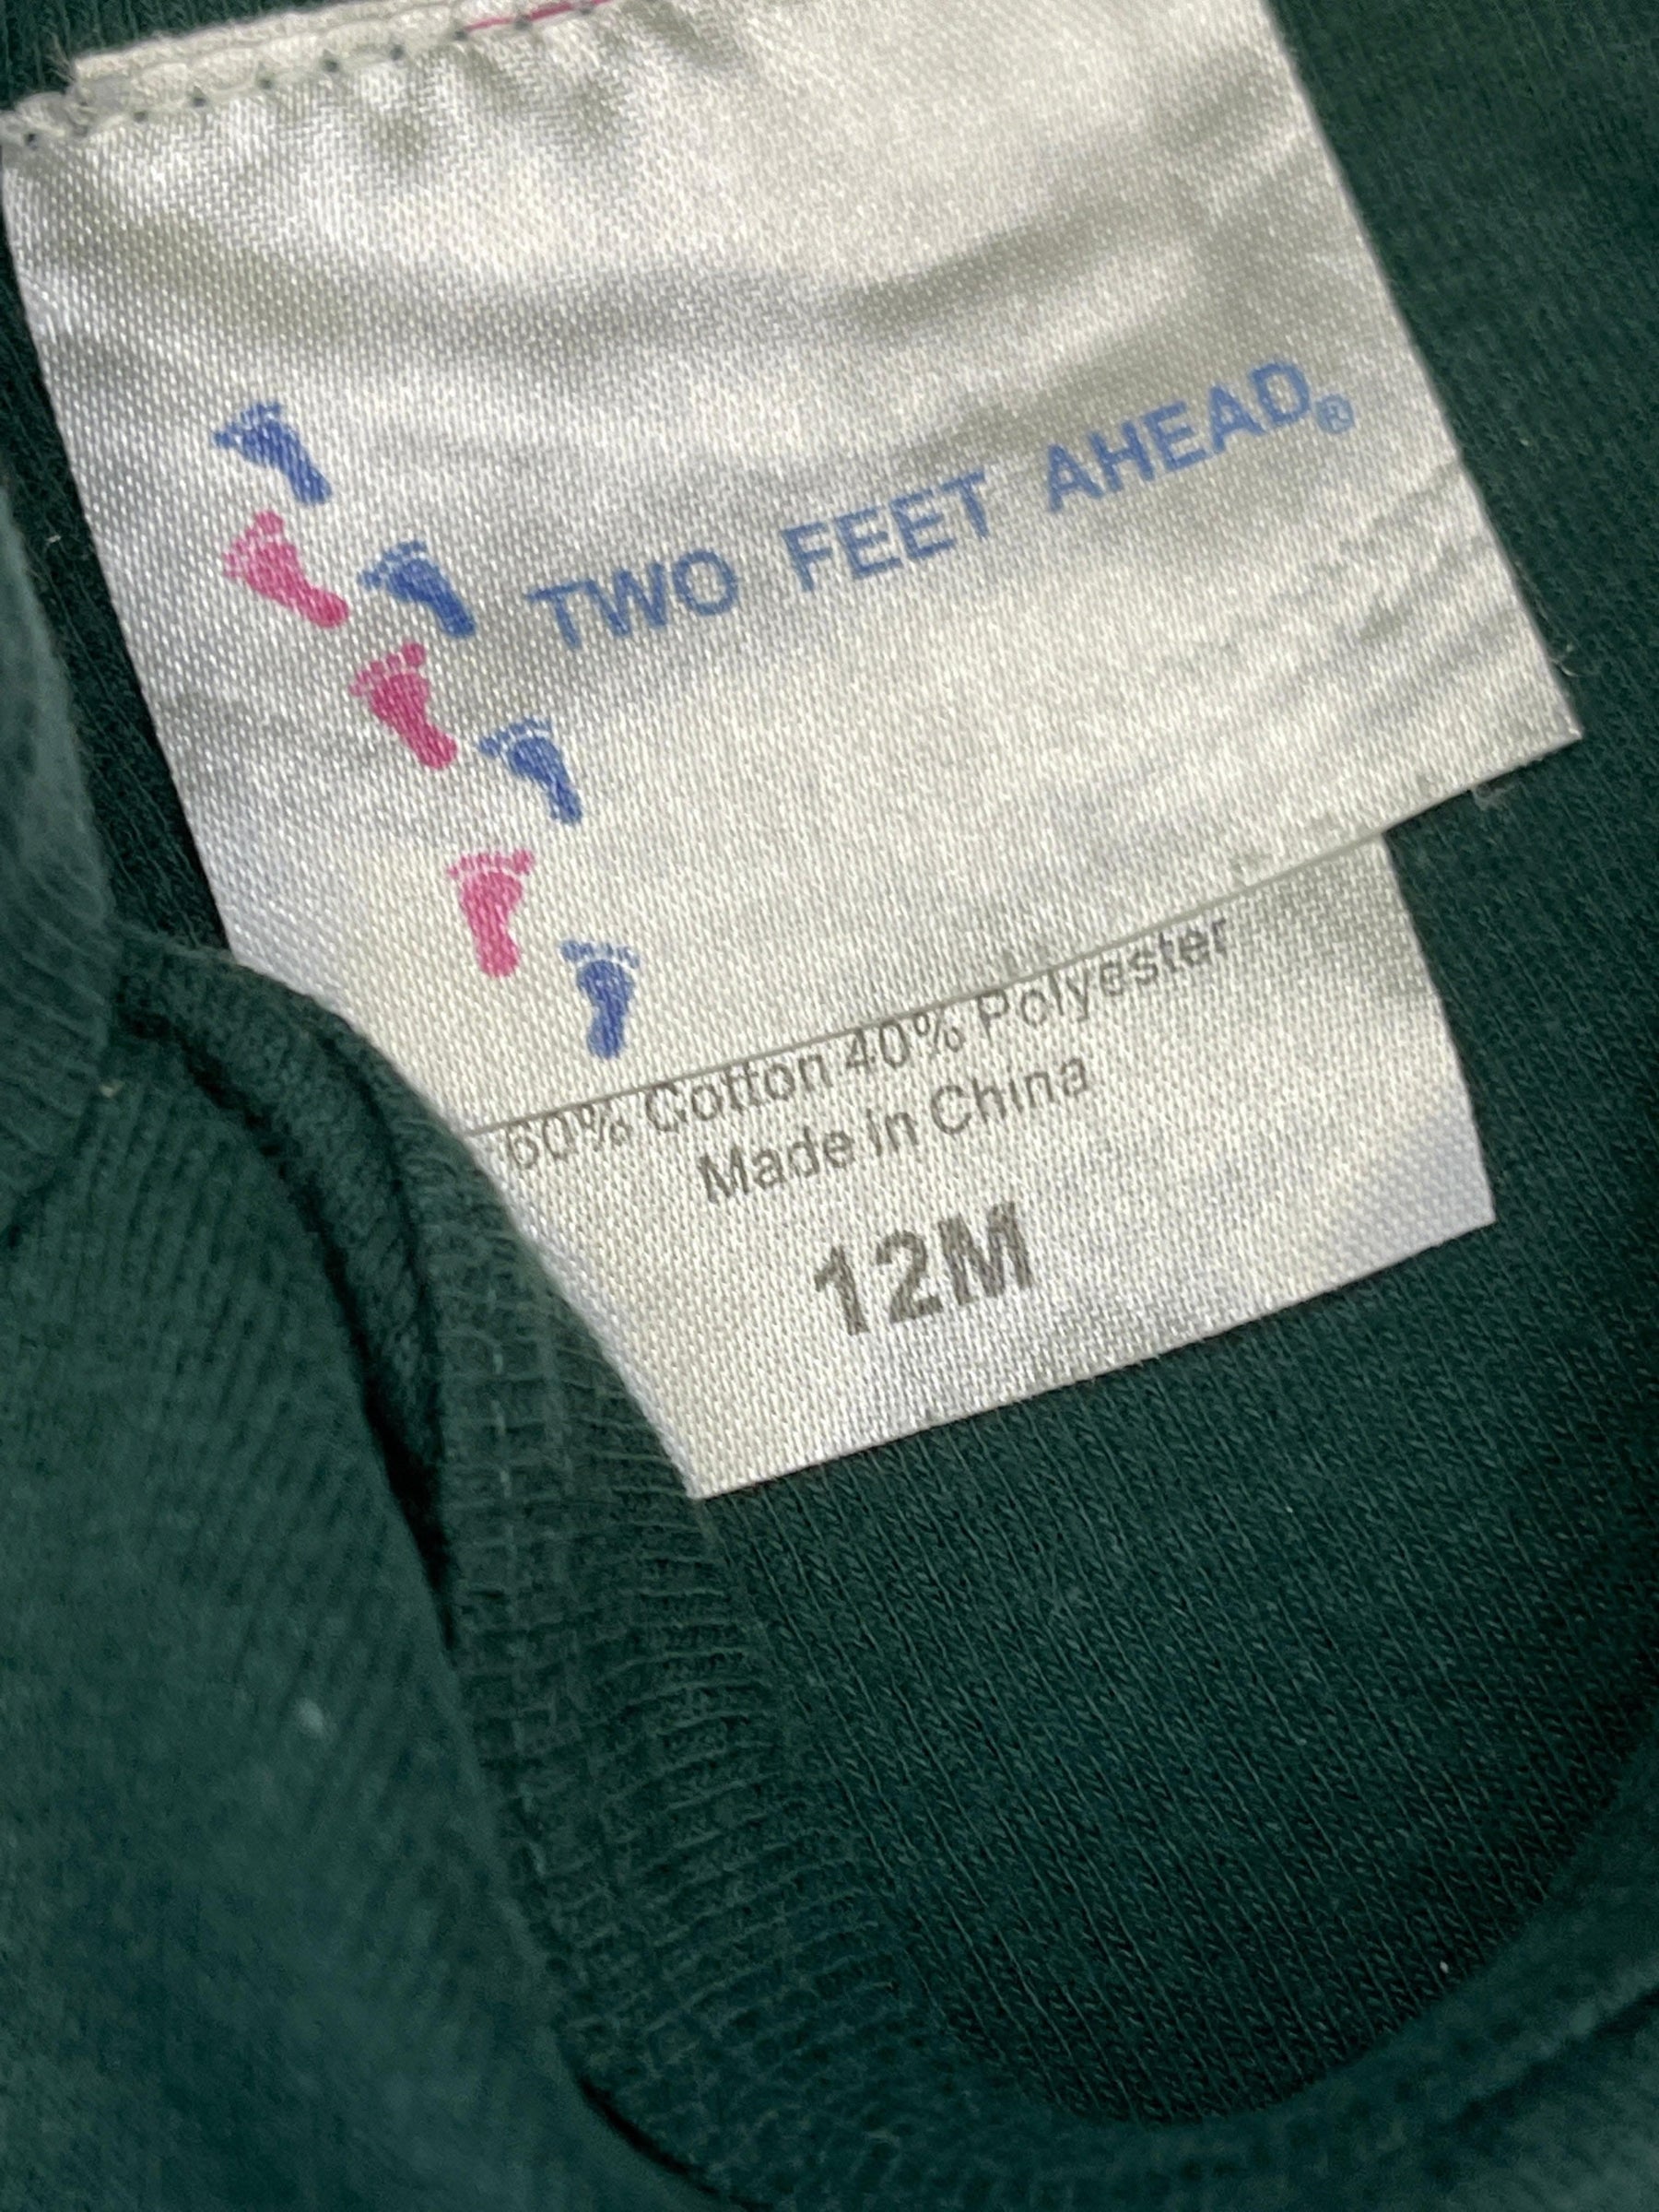 TWO FEET AHEAD®
60% Cotton 40% Polyester
Made in China
12M